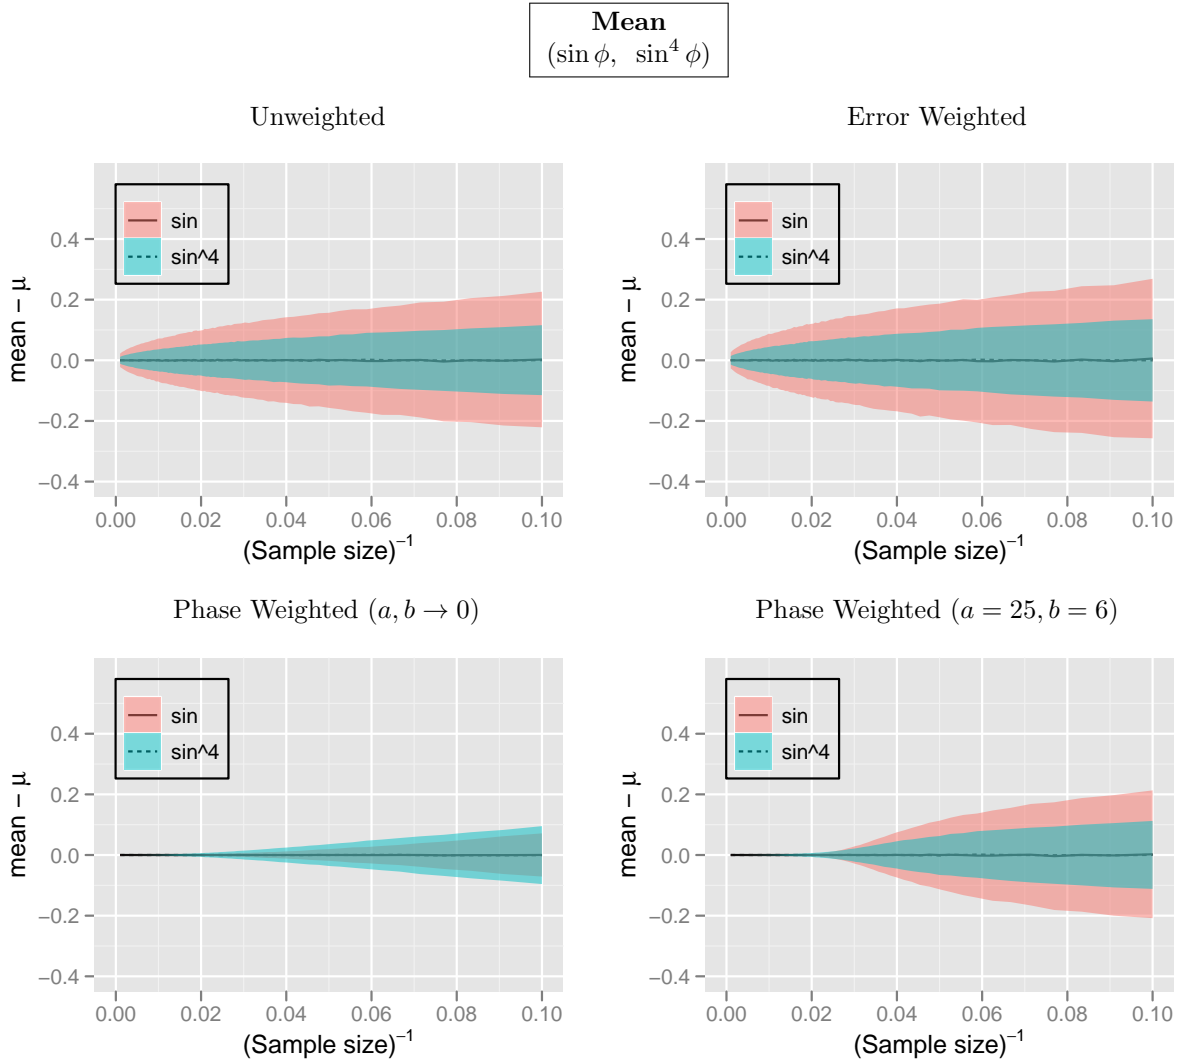 Mean
(sin ϕ, sin⁴ ϕ)
Unweighted
sin
sin^4
0.4
0.2
0.0
−0.2
−0.4
mean − μ
0.00 0.02 0.04 0.06 0.08 0.10
(Sample size)⁻¹
Error Weighted
sin
sin^4
0.4
0.2
0.0
−0.2
−0.4
mean − μ
0.00 0.02 0.04 0.06 0.08 0.10
(Sample size)⁻¹
Phase Weighted (a, b → 0)
sin
sin^4
0.4
0.2
0.0
−0.2
−0.4
mean − μ
0.00 0.02 0.04 0.06 0.08 0.10
(Sample size)⁻¹
Phase Weighted (a = 25, b = 6)
sin
sin^4
0.4
0.2
0.0
−0.2
−0.4
mean − μ
0.00 0.02 0.04 0.06 0.08 0.10
(Sample size)⁻¹